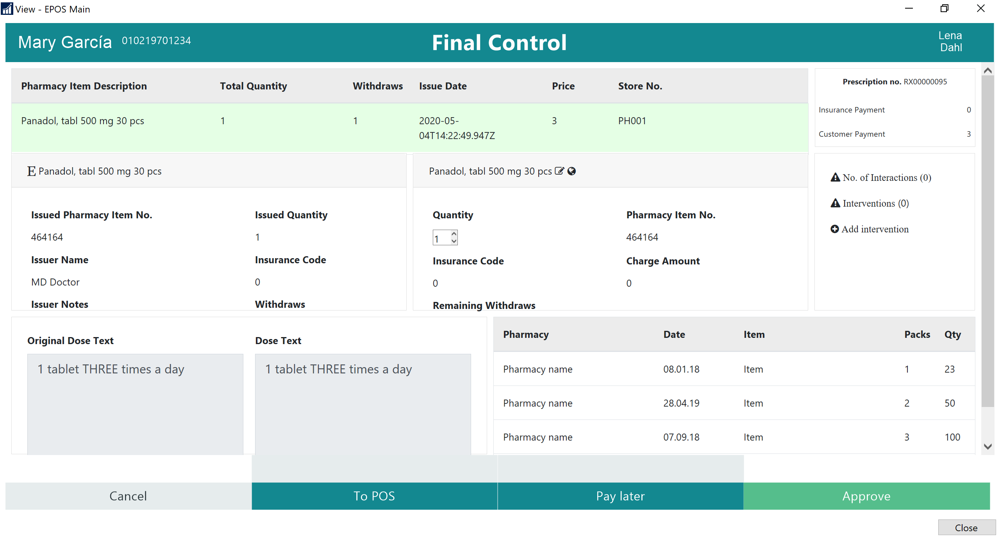 View - EPOS Main
Mary García 010219701234
Final Control
Lena
Dahl
Pharmacy Item Description Total Quantity Withdraws Issue Date Price Store No.
Panadol, tabl 500 mg 30 pcs 1 1 2020-05- 3 PH001
04T14:22:49.947Z
Prescription no. RX00000095
Insurance Payment 0
Customer Payment 3
E Panadol, tabl 500 mg 30 pcs
Issued Pharmacy Item No. Issued Quantity
464164 1
Issuer Name Insurance Code
MD Doctor 0
Issuer Notes Withdraws
Panadol, tabl 500 mg 30 pcs
Quantity Pharmacy Item No.
1 464164
Insurance Code Charge Amount
0 0
Remaining Withdraws
No. of Interactions (0)
Interventions (0)
Add intervention
Original Dose Text Dose Text
1 tablet THREE times a day 1 tablet THREE times a day
Pharmacy Date Item Packs Qty
Pharmacy name 08.01.18 Item 1 23
Pharmacy name 28.04.19 Item 2 50
Pharmacy name 07.09.18 Item 3 100
Cancel To POS Pay later Approve
Close